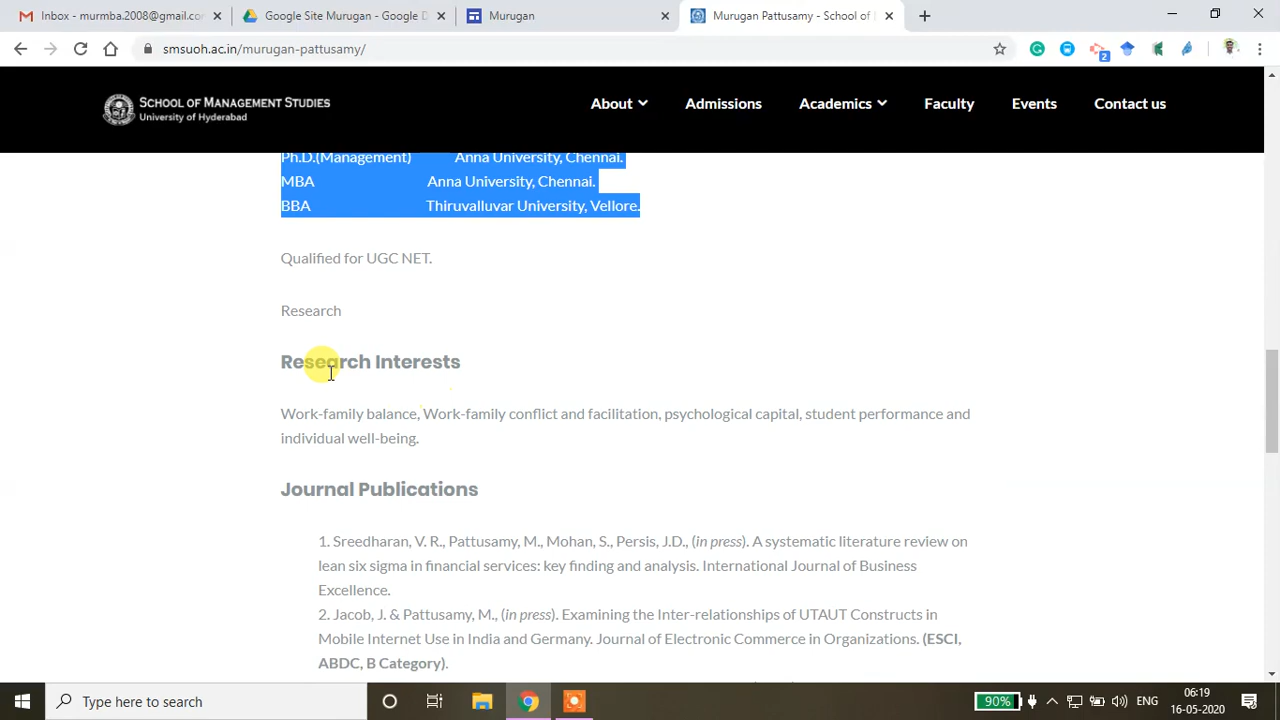 Inbox - murmba.2008@gmail.co
Google Site Murugan - Google D
Murugan
Murugan Pattusamy - School of
smsuoh.ac.in/murugan-pattusamy/
2
SCHOOL OF MANAGEMENT STUDIES
University of Hyderabad
About
Admissions
Academics
Faculty
Events
Contact us
Ph.D.(Management) Anna University, Chennai.
MBA Anna University, Chennai.
BBA Thiruvalluvar University, Vellore.
Qualified for UGC NET.
Research
Research Interests
Work-family balance, Work-family conflict and facilitation, psychological capital, student performance and
individual well-being.
Journal Publications
1. Sreedharan, V. R., Pattusamy, M., Mohan, S., Persis, J.D., (in press). A systematic literature review on
lean six sigma in financial services: key finding and analysis. International Journal of Business
Excellence.
2. Jacob, J. & Pattusamy, M., (in press). Examining the Inter-relationships of UTAUT Constructs in
Mobile Internet Use in India and Germany. Journal of Electronic Commerce in Organizations. (ESCI,
ABDC, B Category).
Type here to search
90%
ENG
06:19
16-05-2020